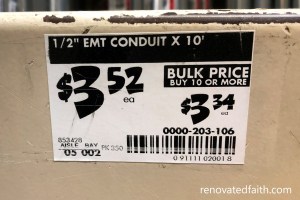 1/2" EMT CONDUIT X 10'
$3 52
ea
BULK PRICE
BUY 10 OR MORE
$3 34
ea
0000-203-106
853428
AISLE BAY PK 350
05 002
0 91111 02001 8
renovatedfaith.com